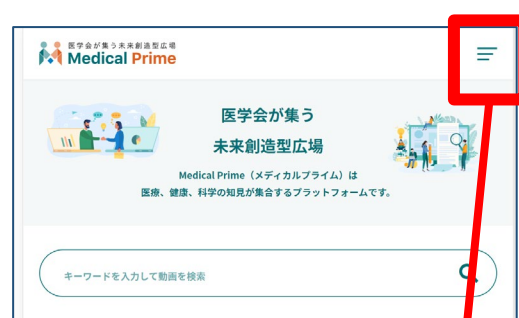 医学会が集う未来創造型広場
Medical Prime
医学会が集う
未来創造型広場
Medical Prime（メディカルプライム）は
医療、健康、科学の知見が集合するプラットフォームです。
キーワードを入力して動画を検索